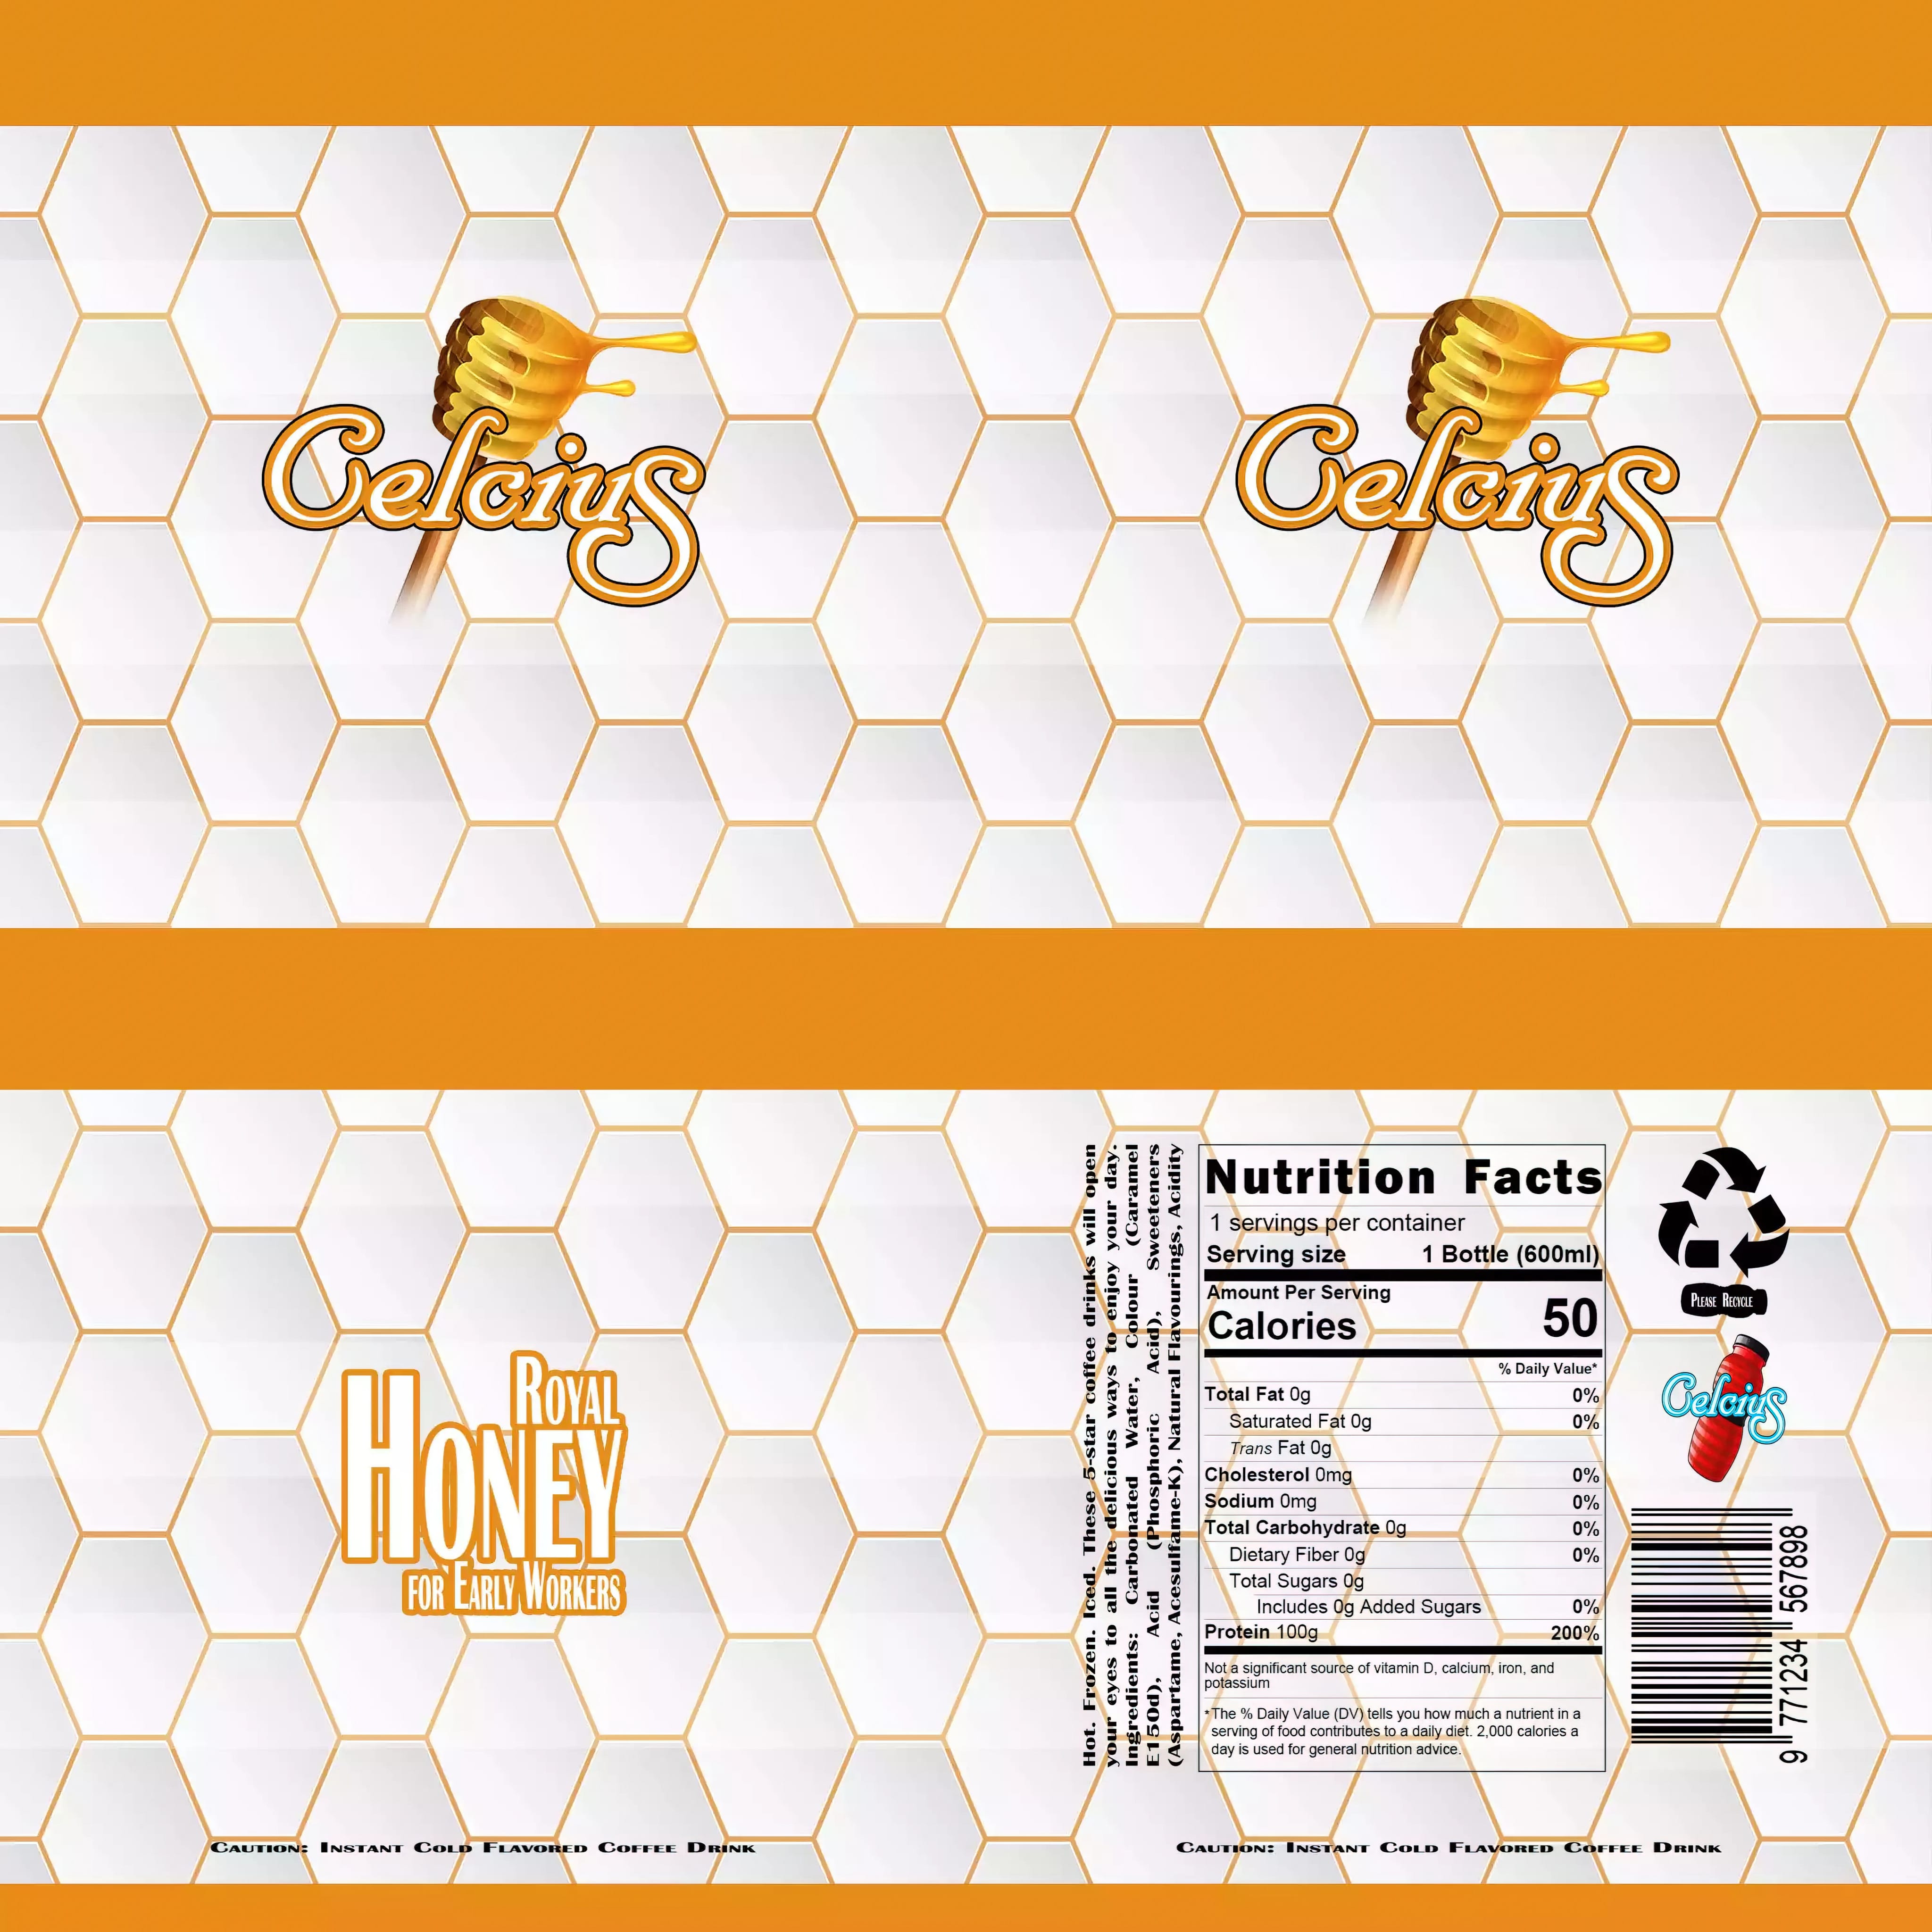 Celcius
Celcius
ROYAL
HONEY
FOR EARLY WORKERS
CAUTION: INSTANT COLD FLAVORED COFFEE DRINK
Hot. Frozen. Iced. These 5-star coffee drinks will open
your eyes to all the delicious ways to enjoy your day.
Ingredients: Carbonated Water, Colour (Caramel
E150d), Acid (Phosphoric Acid), Sweeteners
(Aspartame, Acesulfame-K), Natural Flavourings, Acidity
Nutrition Facts
1 servings per container
Serving size 1 Bottle (600ml)
Amount Per Serving
Calories 50
% Daily Value*
Total Fat 0g 0%
Saturated Fat 0g 0%
Trans Fat 0g
Cholesterol 0mg 0%
Sodium 0mg 0%
Total Carbohydrate 0g 0%
Dietary Fiber 0g 0%
Total Sugars 0g
Includes 0g Added Sugars 0%
Protein 100g 200%
Not a significant source of vitamin D, calcium, iron, and
potassium
*The % Daily Value (DV) tells you how much a nutrient in a
serving of food contributes to a daily diet. 2,000 calories a
day is used for general nutrition advice.
PLEASE RECYCLE
Celcius
9 771234 567898
CAUTION: INSTANT COLD FLAVORED COFFEE DRINK